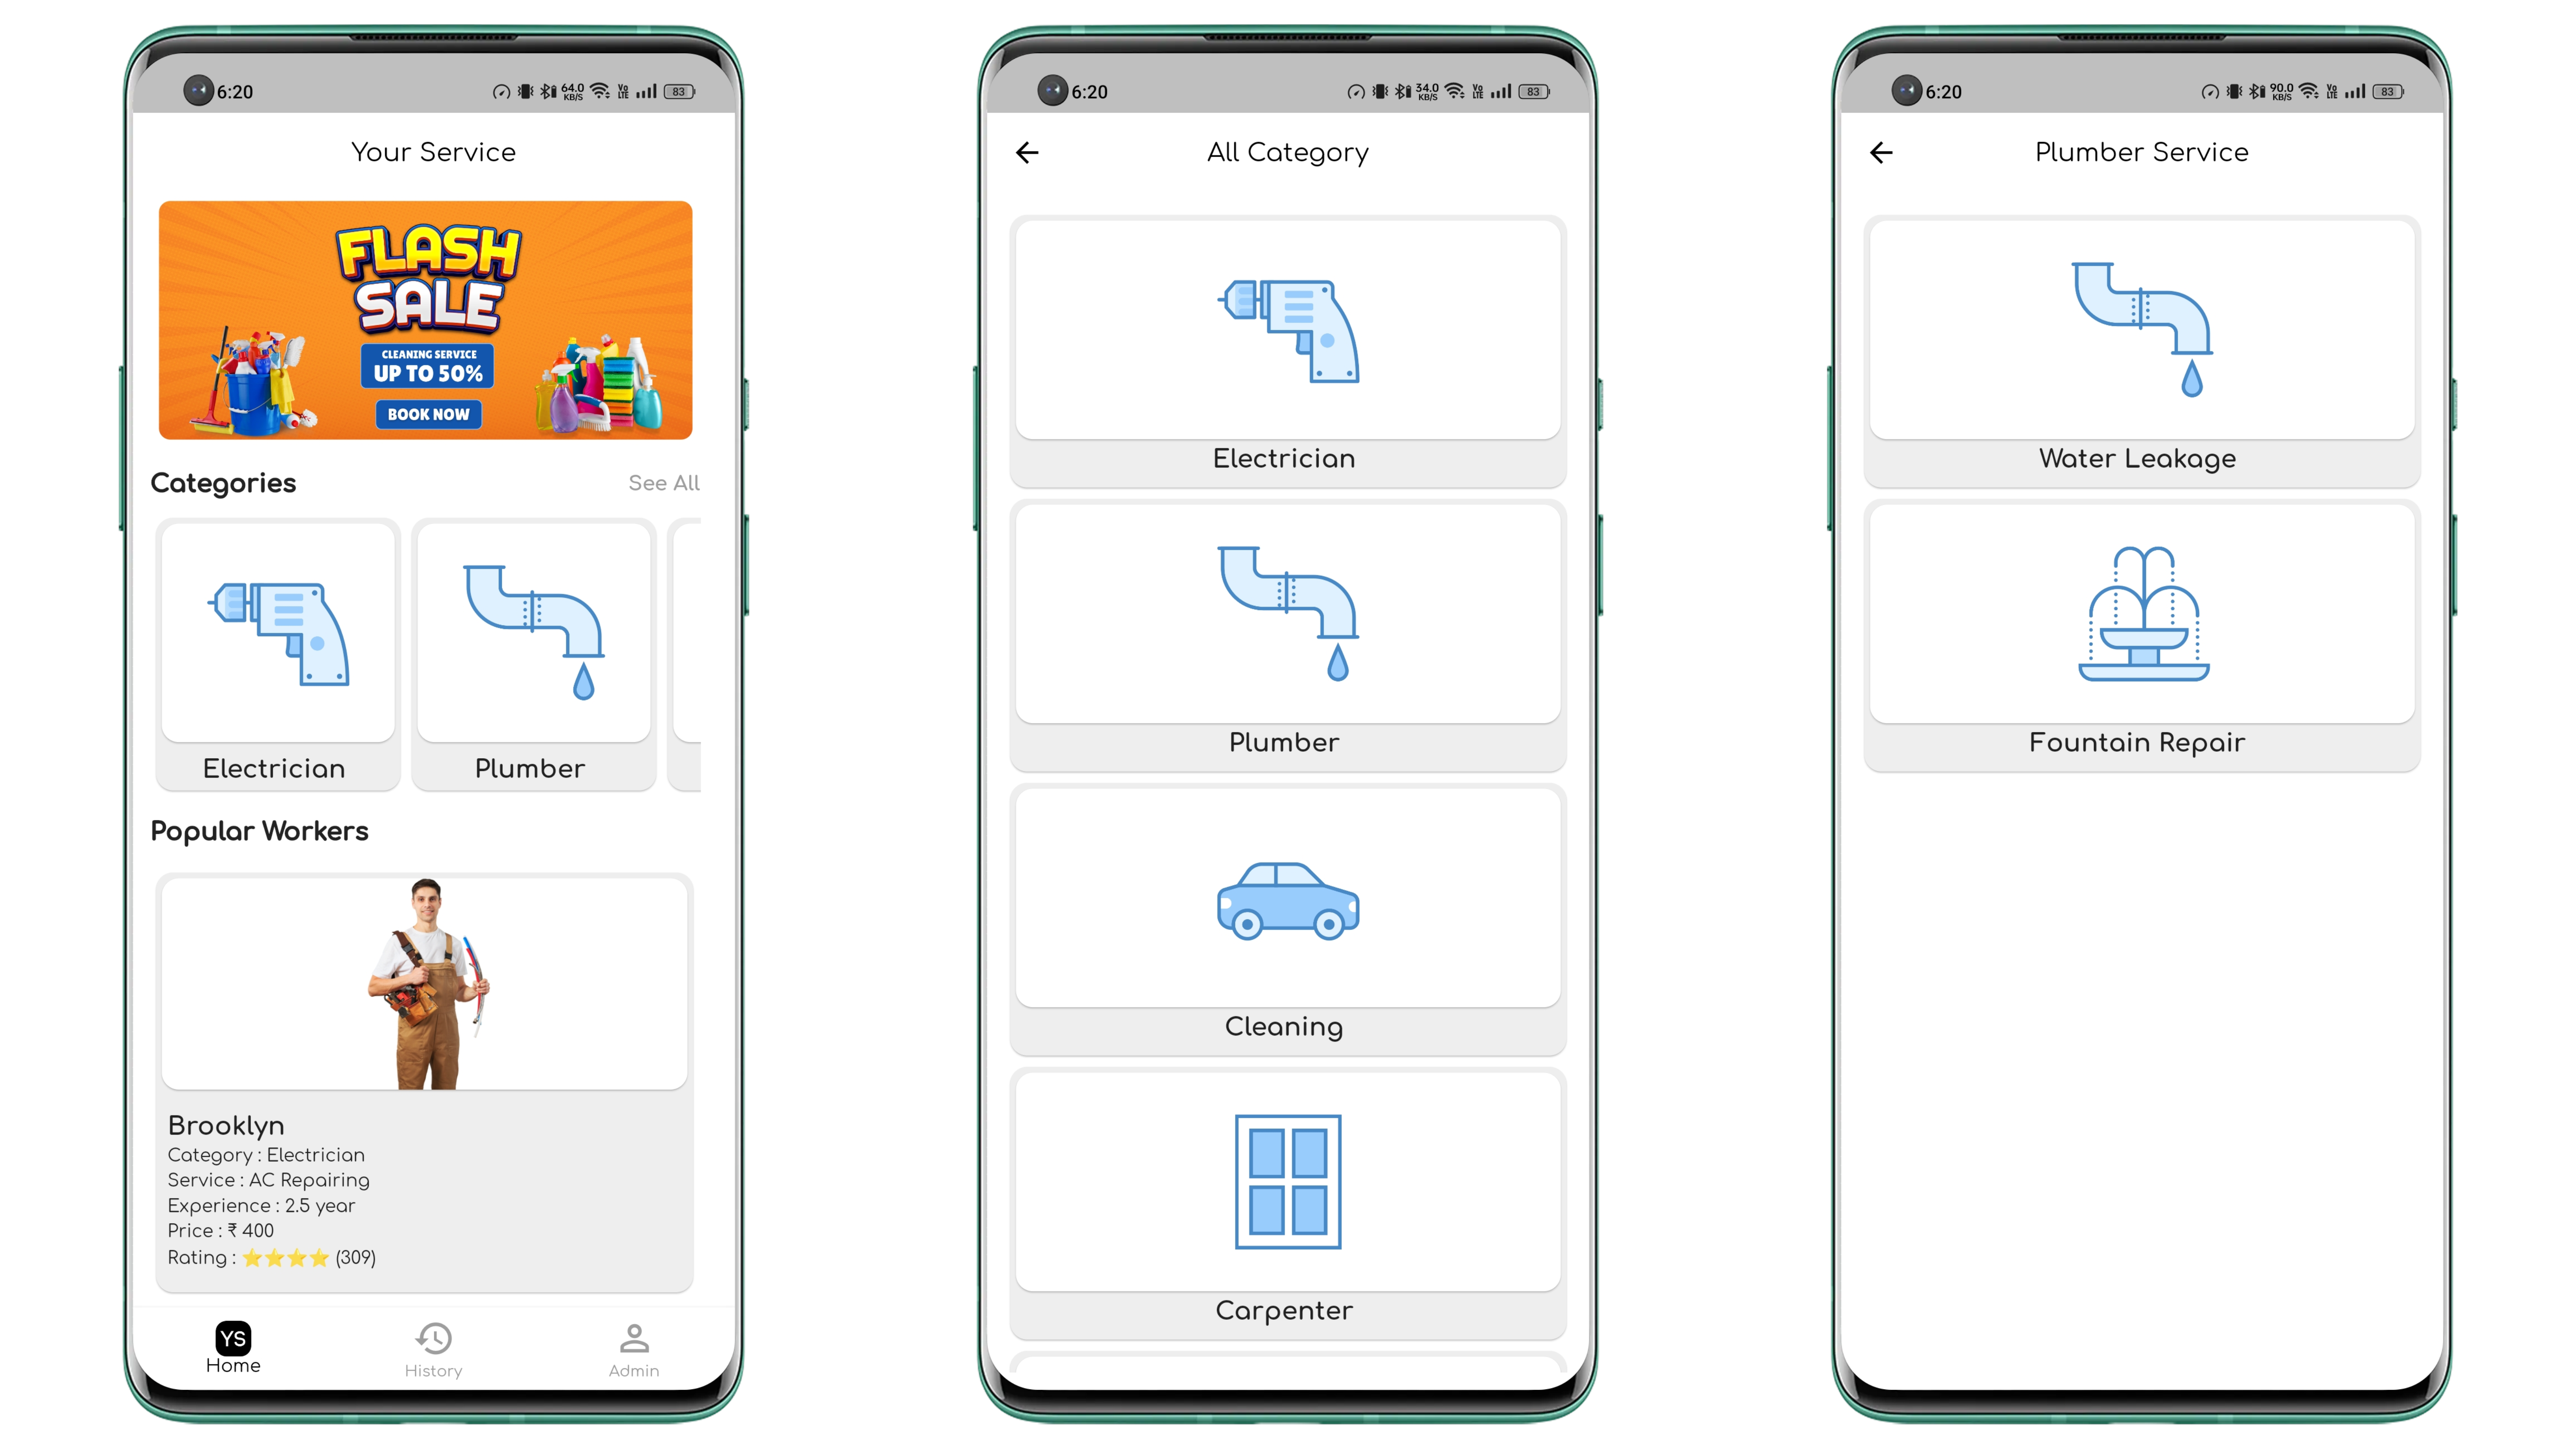 6:20
64.0
KB/S
Vo
LTE
83
Your Service
FLASH
SALE
CLEANING SERVICE
UP TO 50%
BOOK NOW
Categories
See All
Electrician
Plumber
Popular Workers
Brooklyn
Category : Electrician
Service : AC Repairing
Experience : 2.5 year
Price : ₹ 400
Rating : ⭐⭐⭐⭐ (309)
YS
Home
History
Admin
6:20
34.0
KB/S
Vo
LTE
83
All Category
Electrician
Plumber
Cleaning
Carpenter
6:20
90.0
KB/S
Vo
LTE
83
Plumber Service
Water Leakage
Fountain Repair